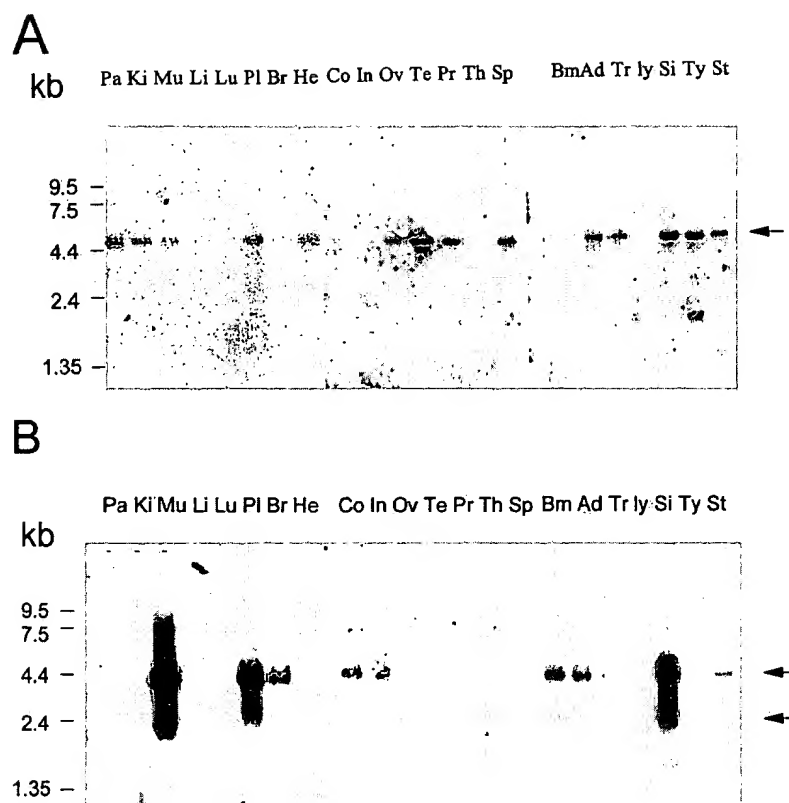 A
kb
Pa Ki Mu Li Lu Pl Br He Co In Ov Te Pr Th Sp BmAd Tr ly Si Ty St
9.5
7.5
4.4
2.4
1.35
B
kb
Pa Ki Mu Li Lu Pl Br He Co In Ov Te Pr Th Sp Bm Ad Tr ly Si Ty St
9.5
7.5
4.4
2.4
1.35